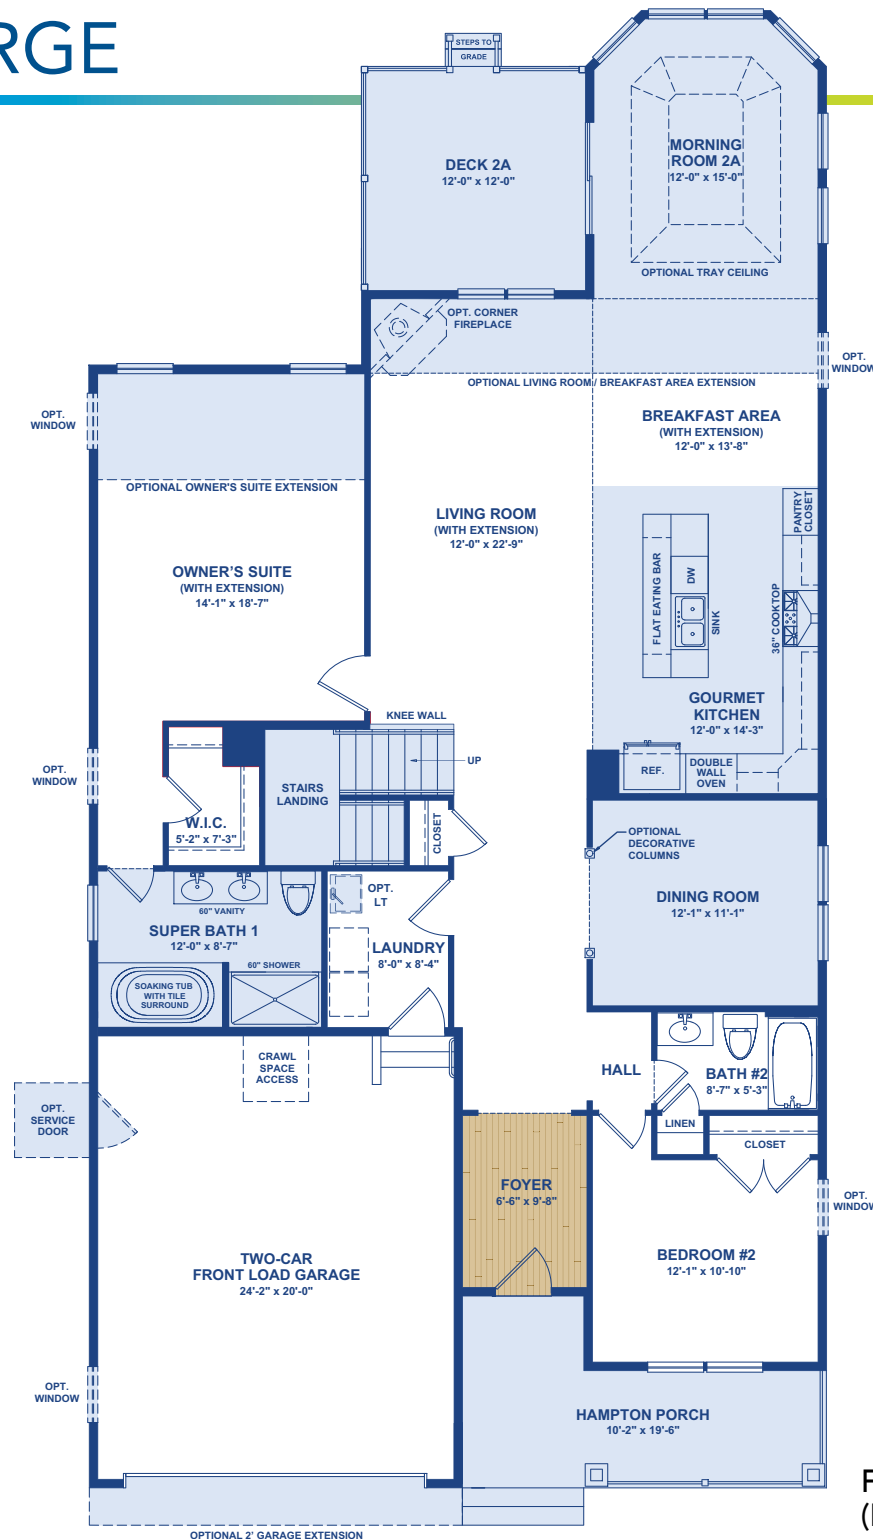 RGE
STEPS TO
GRADE
DECK 2A
12'-0" x 12'-0"
MORNING
ROOM 2A
12'-0" x 15'-0"
OPTIONAL TRAY CEILING
OPT. CORNER
FIREPLACE
OPT.
WINDOW
OPTIONAL LIVING ROOM / BREAKFAST AREA EXTENSION
OPT.
WINDOW
BREAKFAST AREA
(WITH EXTENSION)
12'-0" x 13'-8"
OPTIONAL OWNER'S SUITE EXTENSION
LIVING ROOM
(WITH EXTENSION)
12'-0" x 22'-9"
PANTRY
CLOSET
FLAT EATING BAR
DW
SINK
36" COOKTOP
OWNER'S SUITE
(WITH EXTENSION)
14'-1" x 18'-7"
GOURMET
KITCHEN
12'-0" x 14'-3"
KNEE WALL
UP
REF.
DOUBLE
WALL
OVEN
OPT.
WINDOW
STAIRS
LANDING
W.I.C.
5'-2" x 7'-3"
CLOSET
OPTIONAL
DECORATIVE
COLUMNS
OPT.
LT
DINING ROOM
12'-1" x 11'-1"
60" VANITY
SUPER BATH 1
12'-0" x 8'-7"
LAUNDRY
8'-0" x 8'-4"
60" SHOWER
SOAKING TUB
WITH TILE
SURROUND
CRAWL
SPACE
ACCESS
HALL
BATH #2
8'-7" x 5'-3"
OPT.
SERVICE
DOOR
LINEN
CLOSET
FOYER
6'-6" x 9'-8"
OPT.
WINDOW
TWO-CAR
FRONT LOAD GARAGE
24'-2" x 20'-0"
BEDROOM #2
12'-1" x 10'-10"
OPT.
WINDOW
HAMPTON PORCH
10'-2" x 19'-6"
OPTIONAL 2' GARAGE EXTENSION